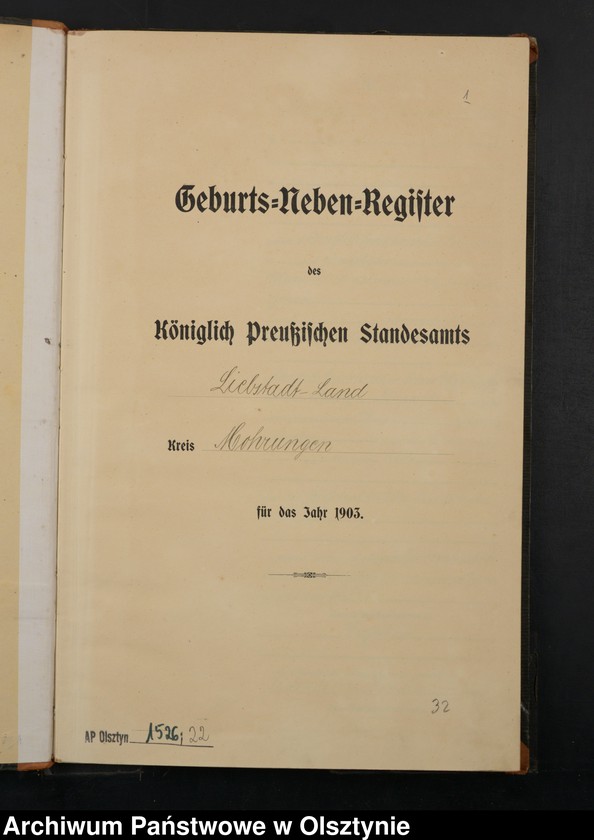 1
Geburts=Neben=Register
des
Königlich Preußischen Standesamts
Liebstadt-Land
Kreis Mohrungen
für das Jahr 1903.
32
AP Olsztyn 1526; 22
Archiwum Państwowe w Olsztynie